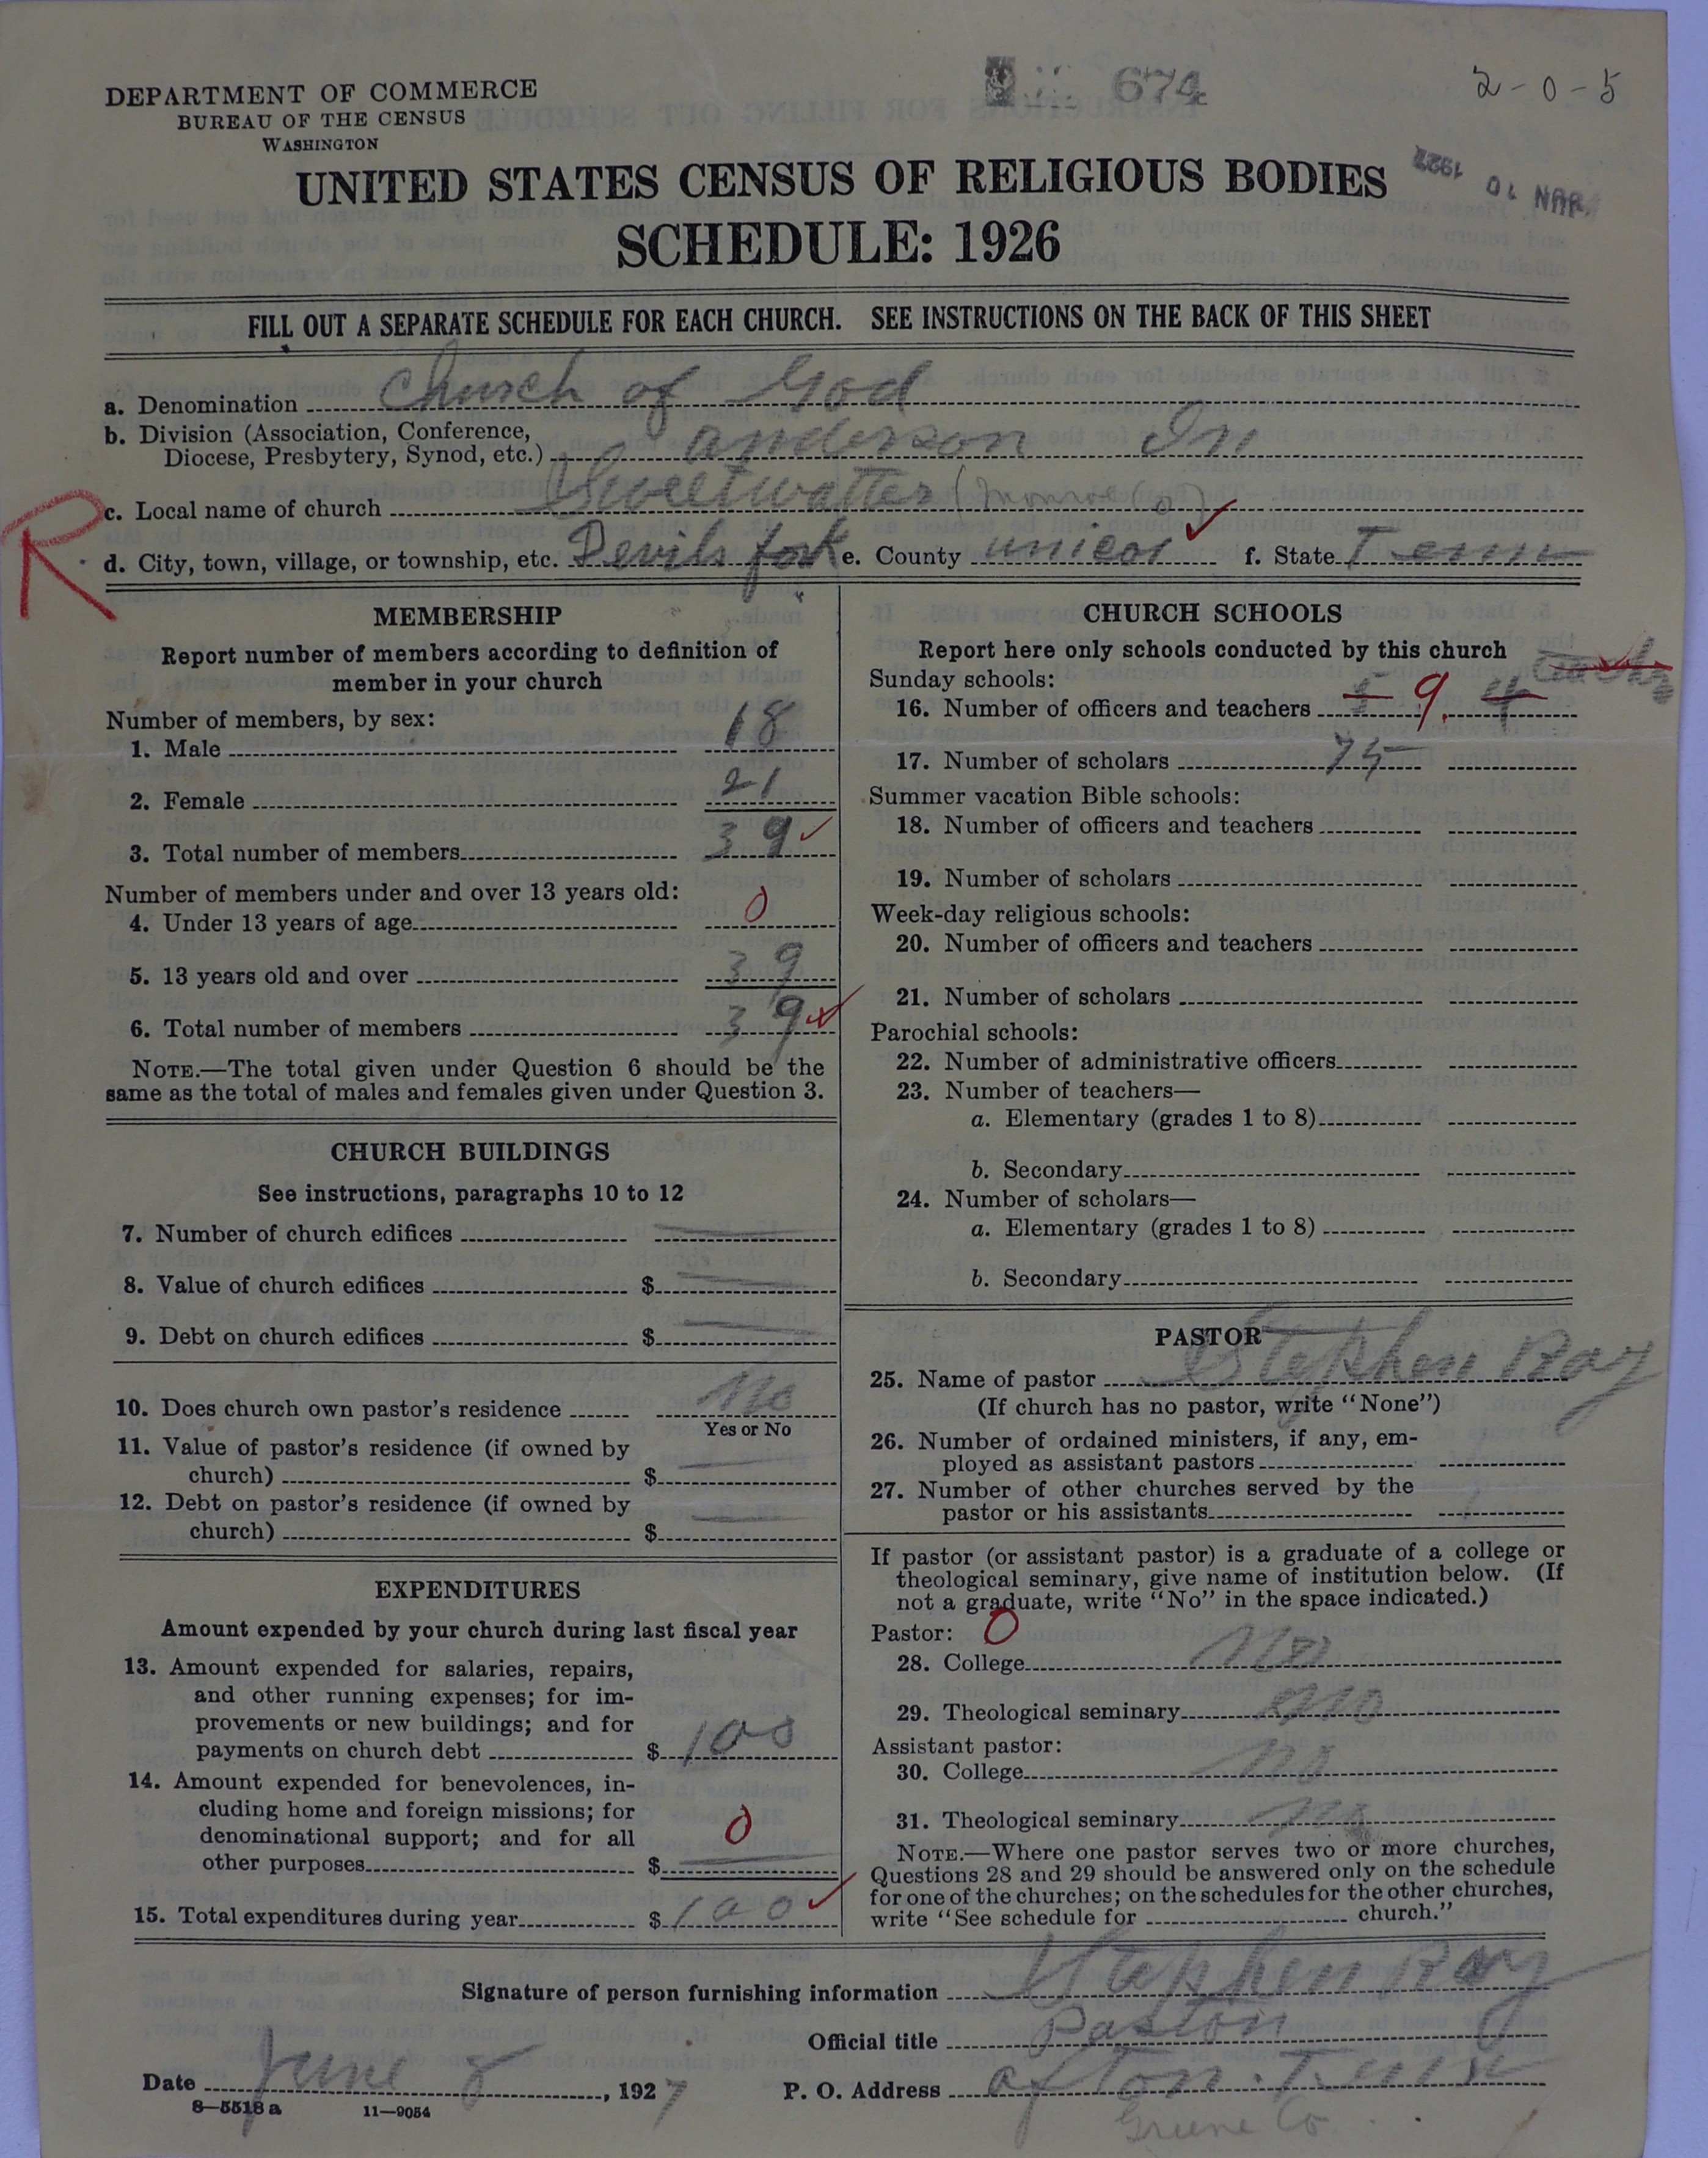 DEPARTMENT OF COMMERCE
BUREAU OF THE CENSUS
WASHINGTON
674
2-0-5
UNITED STATES CENSUS OF RELIGIOUS BODIES
SCHEDULE: 1926
JUN 10 1927
FILL OUT A SEPARATE SCHEDULE FOR EACH CHURCH. SEE INSTRUCTIONS ON THE BACK OF THIS SHEET
a. Denomination Church of God
b. Division (Association, Conference,
Diocese, Presbytery, Synod, etc.) anderson In
R
c. Local name of church Sweetwatter (Monroe Co)
d. City, town, village, or township, etc. Devils fork e. County unicoi f. State Tenn
MEMBERSHIP
Report number of members according to definition of
member in your church
Number of members, by sex:
1. Male 18
2. Female 21
3. Total number of members 39
Number of members under and over 13 years old:
4. Under 13 years of age 0
5. 13 years old and over 39
6. Total number of members 39
NOTE.—The total given under Question 6 should be the
same as the total of males and females given under Question 3.
CHURCH BUILDINGS
See instructions, paragraphs 10 to 12
7. Number of church edifices
8. Value of church edifices $
9. Debt on church edifices $
10. Does church own pastor's residence No
Yes or No
11. Value of pastor's residence (if owned by
church) $
12. Debt on pastor's residence (if owned by
church) $
EXPENDITURES
Amount expended by your church during last fiscal year
13. Amount expended for salaries, repairs,
and other running expenses; for im-
provements or new buildings; and for
payments on church debt $ 100
14. Amount expended for benevolences, in-
cluding home and foreign missions; for
denominational support; and for all
other purposes $ 0
15. Total expenditures during year $ 100
CHURCH SCHOOLS
Report here only schools conducted by this church
Sunday schools:
16. Number of officers and teachers 5 9 4
17. Number of scholars 75
Summer vacation Bible schools:
18. Number of officers and teachers
19. Number of scholars
Week-day religious schools:
20. Number of officers and teachers
21. Number of scholars
Parochial schools:
22. Number of administrative officers
23. Number of teachers—
a. Elementary (grades 1 to 8)
b. Secondary
24. Number of scholars—
a. Elementary (grades 1 to 8)
b. Secondary
PASTOR
25. Name of pastor Stephen Ray
(If church has no pastor, write "None")
26. Number of ordained ministers, if any, em-
ployed as assistant pastors
27. Number of other churches served by the
pastor or his assistants
If pastor (or assistant pastor) is a graduate of a college or
theological seminary, give name of institution below. (If
not a graduate, write "No" in the space indicated.)
Pastor: 0
28. College No
29. Theological seminary no
Assistant pastor:
30. College no
31. Theological seminary no
NOTE.—Where one pastor serves two or more churches,
Questions 28 and 29 should be answered only on the schedule
for one of the churches; on the schedules for the other churches,
write "See schedule for church."
Signature of person furnishing information Stephen Ray
Official title Paston
Date June 8, 1927 P. O. Address afton. Tenn
8—5518 a 11—9054
Greene Co.